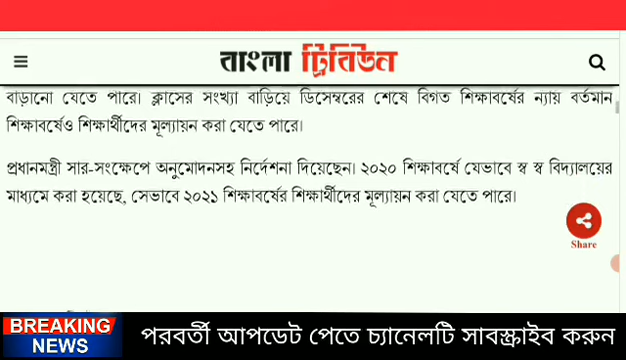 বাংলা ট্রিবিউন
বাড়ানো যেতে পারে। ক্লাসের সংখ্যা বাড়িয়ে ডিসেম্বরের শেষে বিগত শিক্ষাবর্ষের ন্যায় বর্তমান
শিক্ষাবর্ষেও শিক্ষার্থীদের মূল্যায়ন করা যেতে পারে।
প্রধানমন্ত্রী সার-সংক্ষেপে অনুমোদনসহ নির্দেশনা দিয়েছেন। ২০২০ শিক্ষাবর্ষে যেভাবে স্ব স্ব বিদ্যালয়ের
মাধ্যমে করা হয়েছে, সেভাবে ২০২১ শিক্ষাবর্ষের শিক্ষার্থীদের মূল্যায়ন করা যেতে পারে।
Share
BREAKING
NEWS
পরবর্তী আপডেট পেতে চ্যানেলটি সাবস্ক্রাইব করুন